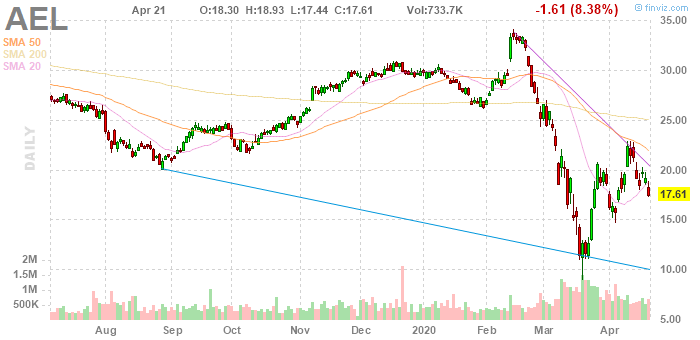 AEL Apr 21 O:18.30 H:18.93 L:17.44 C:17.61 Vol:733.7K -1.61 (8.38%) © finviz.com
SMA 50
SMA 200
SMA 20
DAILY
35.00
30.00
25.00
20.00
17.61
15.00
10.00
5.00
2M
1.5M
1M
500K
Aug Sep Oct Nov Dec 2020 Feb Mar Apr